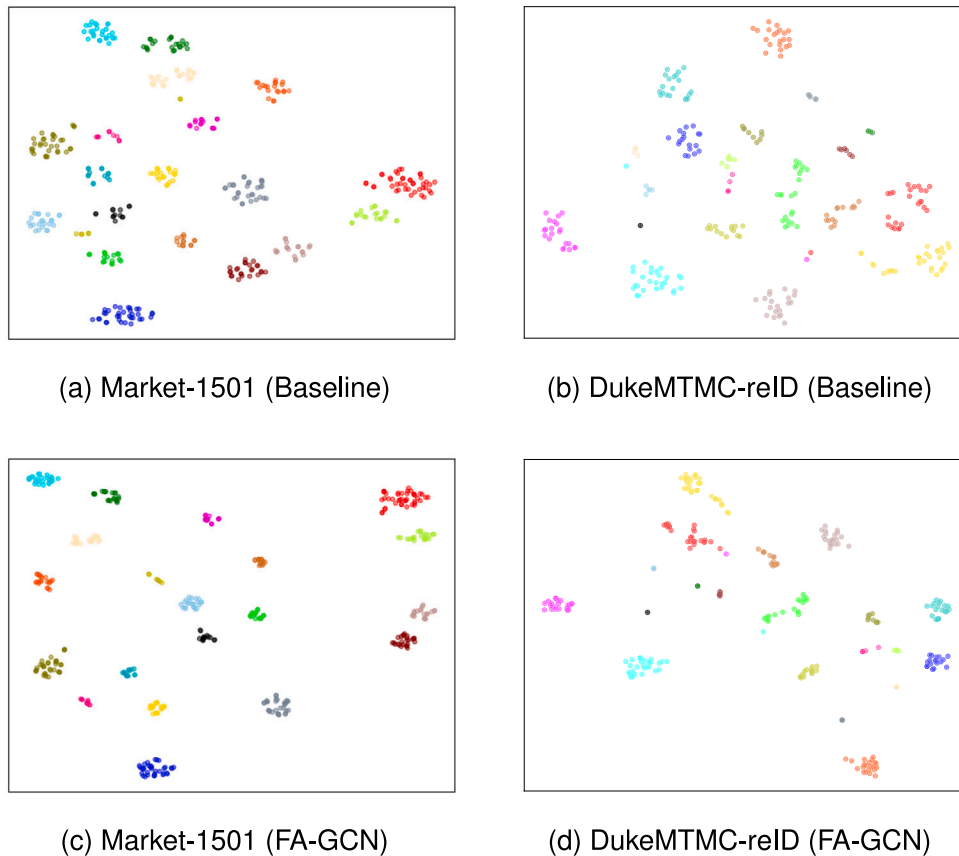 (a) Market-1501 (Baseline)
(b) DukeMTMC-reID (Baseline)
(c) Market-1501 (FA-GCN)
(d) DukeMTMC-reID (FA-GCN)